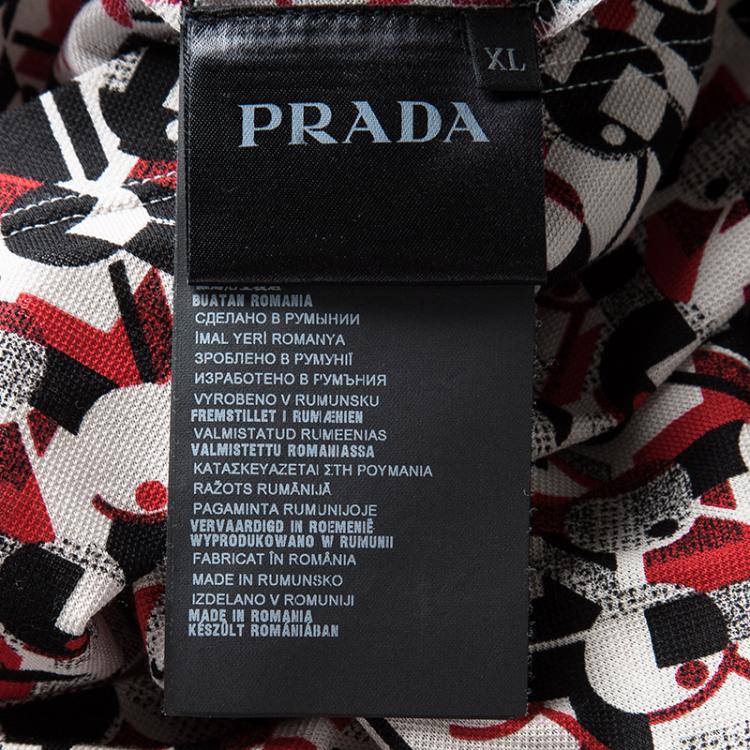 XL
PRADA
BUATAN ROMANIA
СДЕЛАНО В РУМЫНИИ
İMAL YERİ ROMANYA
ЗРОБЛЕНО В РУМУНІЇ
ИЗРАБОТЕНО В РУМЪНИЯ
VYROBENO V RUMUNSKU
FREMSTILLET I RUMÆNIEN
VALMISTATUD RUMEENIAS
VALMISTETTU ROMANIASSA
ΚΑΤΑΣΚΕΥΑΖΕΤΑΙ ΣΤΗ ΡΟΥΜΑΝΙΑ
RAŽOTS RUMĀNIJĀ
PAGAMINTA RUMUNIJOJE
VERVAARDIGD IN ROEMENIË
WYPRODUKOWANO W RUMUNII
FABRICAT ÎN ROMÂNIA
MADE IN RUMUNSKO
IZDELANO V ROMUNIJI
MADE IN ROMANIA
KÉSZÜLT ROMÁNIÁBAN